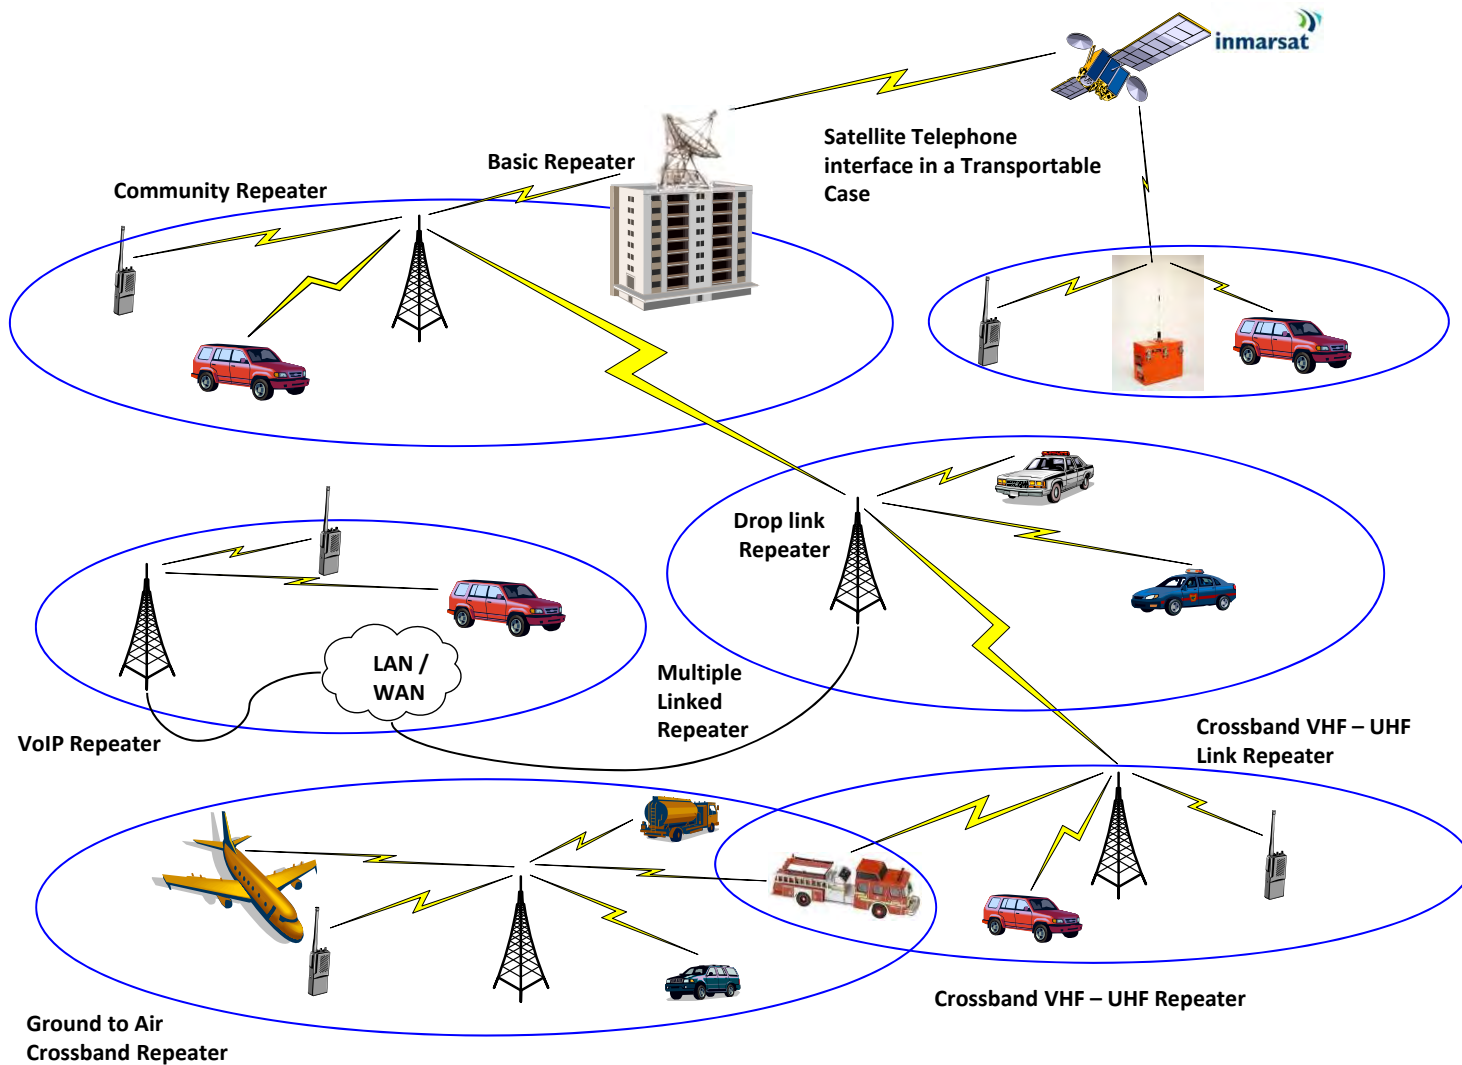 inmarsat
Satellite Telephone
interface in a Transportable
Case
Basic Repeater
Community Repeater
Drop link
Repeater
LAN /
WAN
Multiple
Linked
Repeater
VoIP Repeater
Crossband VHF – UHF
Link Repeater
Crossband VHF – UHF Repeater
Ground to Air
Crossband Repeater